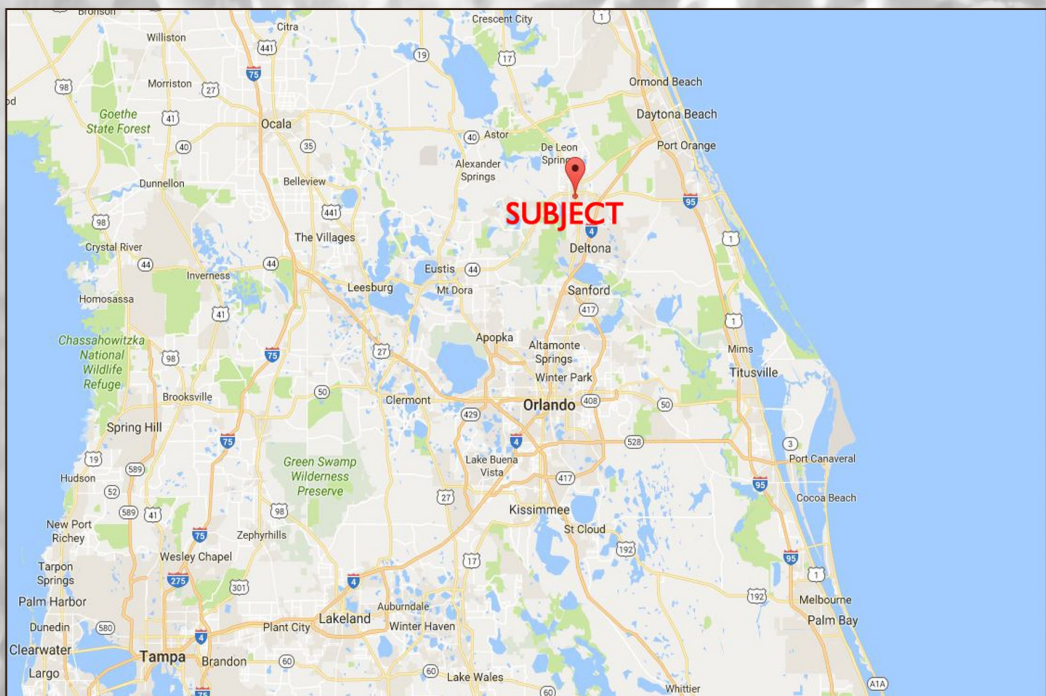 Bronson
Citra
Crescent City
1
Williston
441
19
17
98
75
Ormond Beach
Morriston
27
Goethe
State Forest
41
Ocala
Daytona Beach
40
Astor
De Leon
Springs
Port Orange
40
35
Alexander
Springs
Dunnellon
Belleview
95
98
441
SUBJECT
4
The Villages
Deltona
1
Crystal River
44
Inverness
44
Eustis
44
Leesburg
Mt Dora
Sanford
Homosassa
41
417
1
Chassahowitzka
National
Wildlife
Refuge
98
75
27
Apopka
Altamonte
Springs
Mims
Titusville
Winter Park
Brooksville
50
Clermont
Orlando
408
50
429
Spring Hill
75
4
528
3
19
589
Hudson
Green Swamp
Wilderness
Preserve
Lake Buena
Vista
417
Port Canaveral
52
95
589
41
98
27
Kissimmee
Cocoa Beach
New Port
Richey
75
Zephyrhills
St Cloud
192
Wesley Chapel
17
95
Tarpon
Springs
275
301
4
1
192
Palm Harbor
Auburndale
Melbourne
Dunedin
580
4
Plant City
Lakeland
Winter Haven
Palm Bay
Clearwater
Tampa
Brandon
60
60
Largo
75
Lake Wales
60
Whittier
A1A